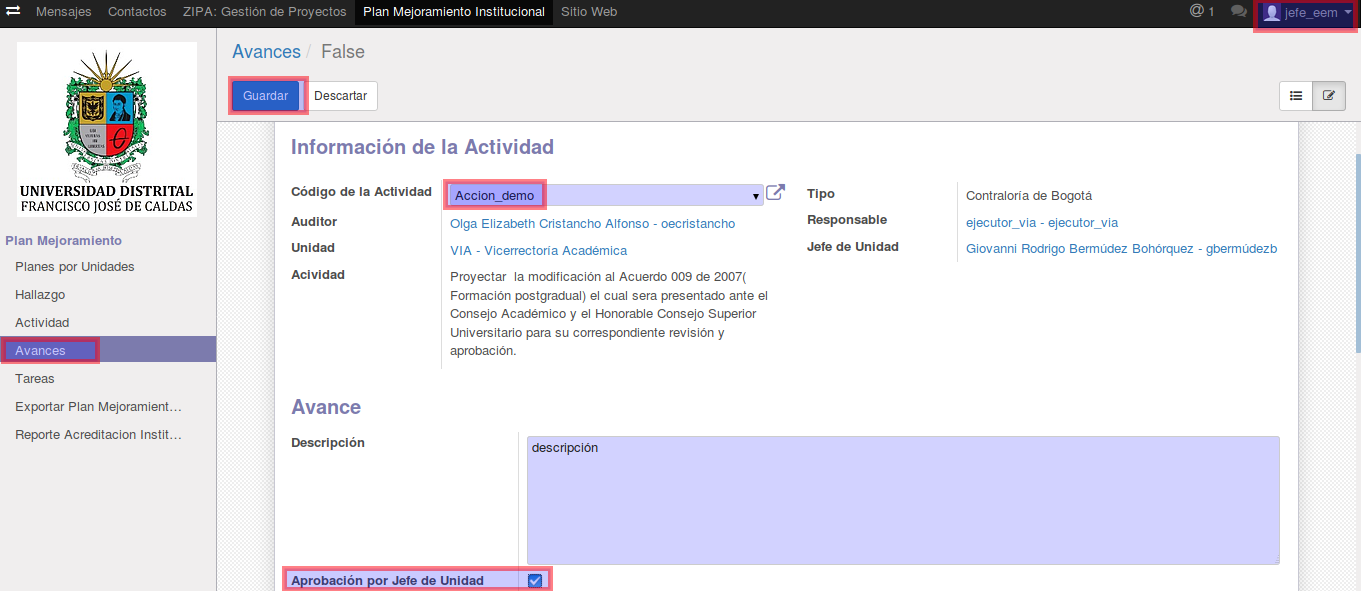 Mensajes Contactos ZIPA: Gestión de Proyectos Plan Mejoramiento Institucional Sitio Web @ 1 jefe_eem
UNIVERSIDAD DISTRITAL
FRANCISCO JOSÉ DE CALDAS
Plan Mejoramiento
Planes por Unidades
Hallazgo
Actividad
Avances
Tareas
Exportar Plan Mejoramient...
Reporte Acreditacion Instit...
Avances / False
Guardar Descartar
Información de la Actividad
Código de la Actividad Accion_demo
Auditor Olga Elizabeth Cristancho Alfonso - oecristancho
Unidad VIA - Vicerrectoría Académica
Acividad Proyectar la modificación al Acuerdo 009 de 2007(
Formación postgradual) el cual sera presentado ante el
Consejo Académico y el Honorable Consejo Superior
Universitario para su correspondiente revisión y
aprobación.
Tipo Contraloría de Bogotá
Responsable ejecutor_via - ejecutor_via
Jefe de Unidad Giovanni Rodrigo Bermúdez Bohórquez - gbermúdezb
Avance
Descripción descripción
Aprobación por Jefe de Unidad